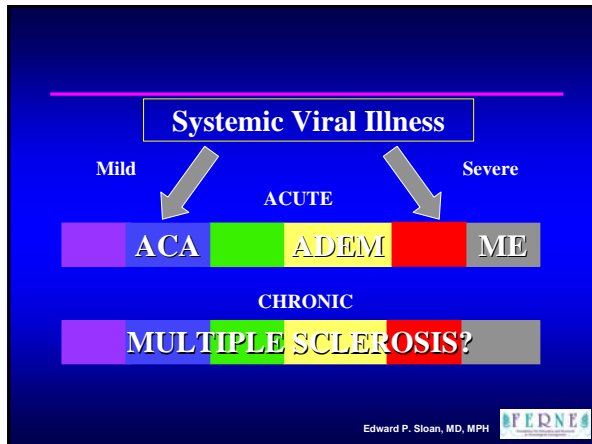 Systemic Viral Illness
Mild
Severe
ACUTE
ACA ADEM ME
CHRONIC
MULTIPLE SCLEROSIS?
Edward P. Sloan, MD, MPH
FERNE